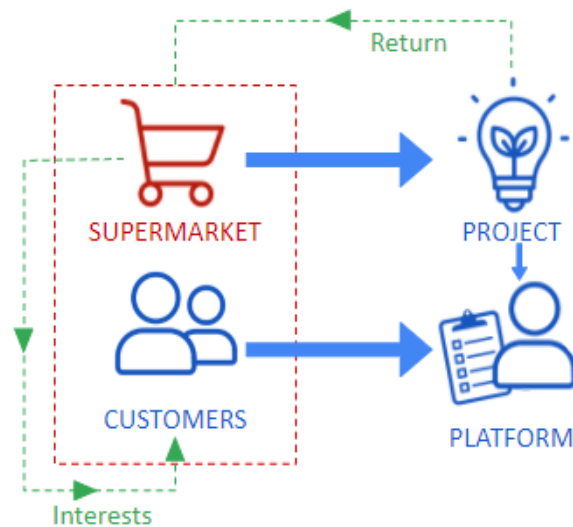 Return
SUPERMARKET
PROJECT
CUSTOMERS
PLATFORM
Interests